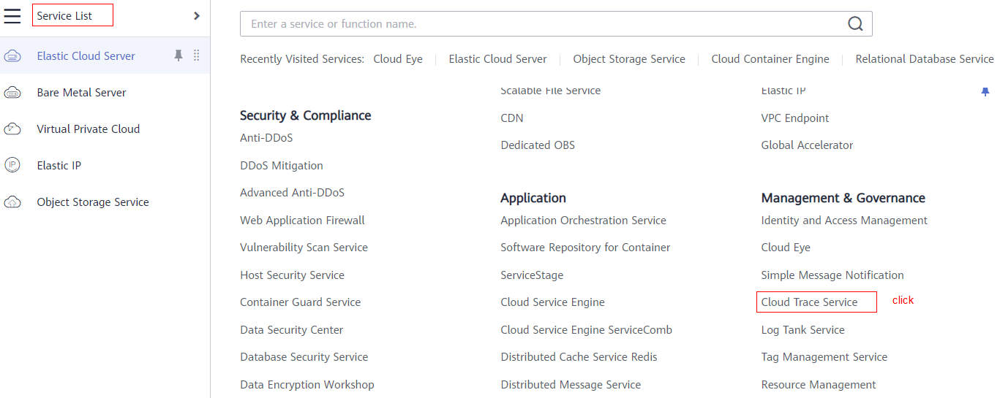 Service List
Elastic Cloud Server
Bare Metal Server
Virtual Private Cloud
IP Elastic IP
Object Storage Service
Enter a service or function name.
Recently Visited Services: Cloud Eye Elastic Cloud Server Object Storage Service Cloud Container Engine Relational Database Service
Security & Compliance
Anti-DDoS
DDoS Mitigation
Advanced Anti-DDoS
Web Application Firewall
Vulnerability Scan Service
Host Security Service
Container Guard Service
Data Security Center
Database Security Service
Data Encryption Workshop
Scalable File Service
CDN
Dedicated OBS
Application
Application Orchestration Service
Software Repository for Container
ServiceStage
Cloud Service Engine
Cloud Service Engine ServiceComb
Distributed Cache Service Redis
Distributed Message Service
Elastic IP
VPC Endpoint
Global Accelerator
Management & Governance
Identity and Access Management
Cloud Eye
Simple Message Notification
Cloud Trace Service click
Log Tank Service
Tag Management Service
Resource Management